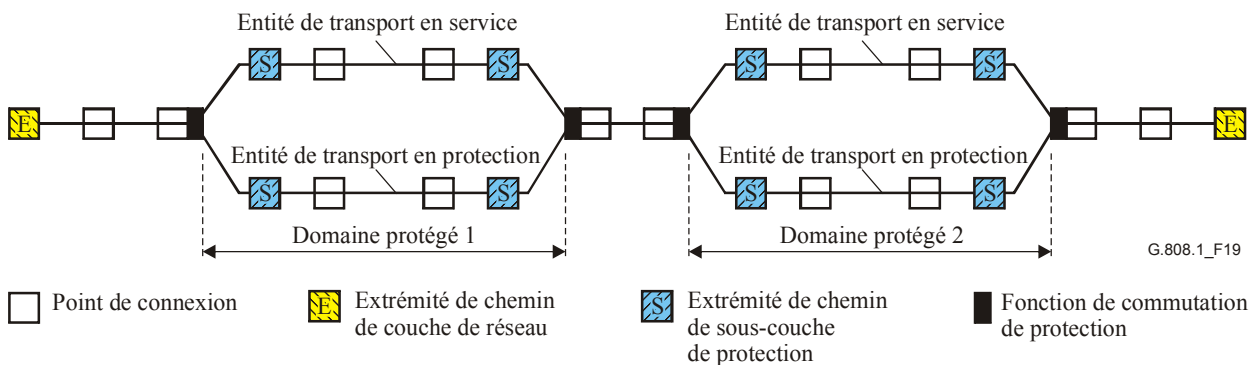 Entité de transport en service
Entité de transport en service
S
S
S
S
E
E
Entité de transport en protection
Entité de transport en protection
S
S
S
S
Domaine protégé 1
Domaine protégé 2
G.808.1_F19
Point de connexion
E
Extrémité de chemin
de couche de réseau
S
Extrémité de chemin
de sous-couche
de protection
Fonction de commutation
de protection